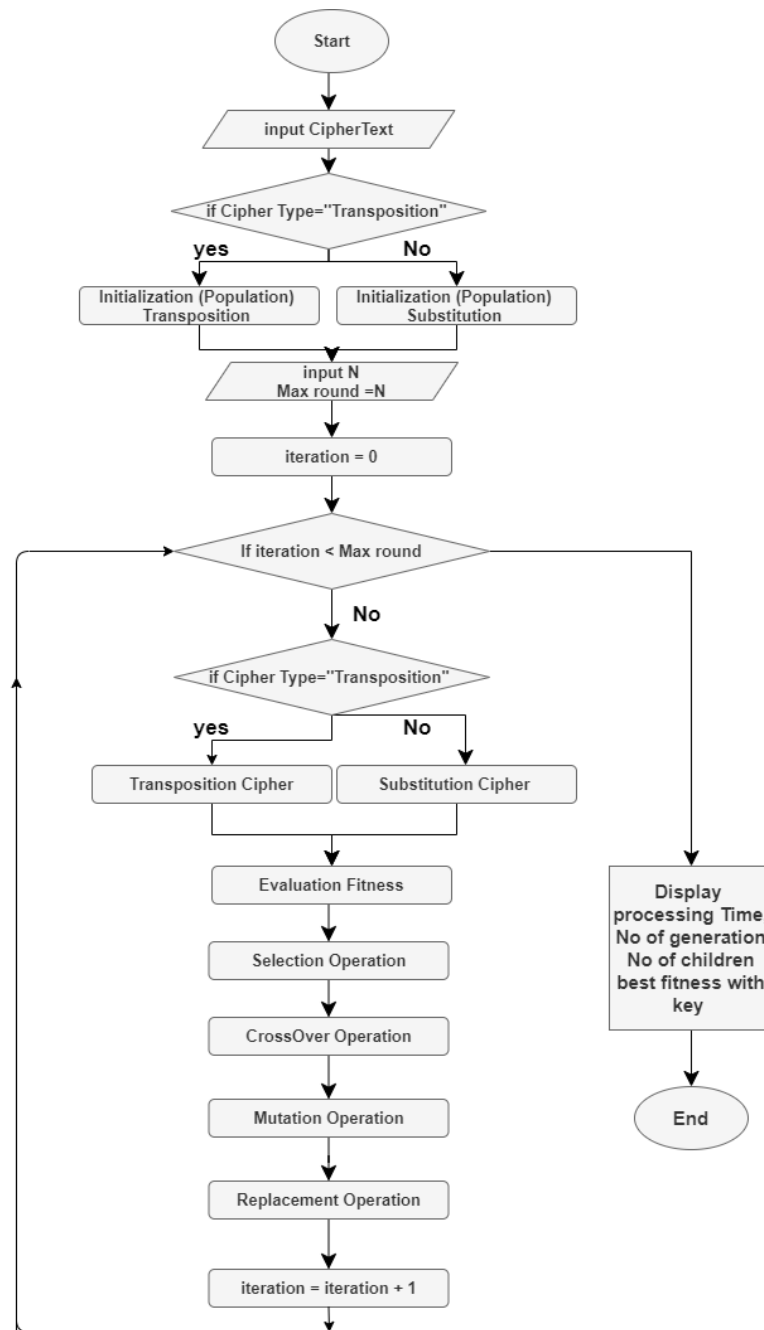 Start
input CipherText
if Cipher Type="Transposition"
yes
No
Initialization (Population)
Transposition
Initialization (Population)
Substitution
input N
Max round =N
iteration = 0
If iteration < Max round
No
if Cipher Type="Transposition"
yes
No
Transposition Cipher
Substitution Cipher
Evaluation Fitness
Selection Operation
CrossOver Operation
Mutation Operation
Replacement Operation
iteration = iteration + 1
Display
processing Time
No of generation
No of children
best fitness with
key
End